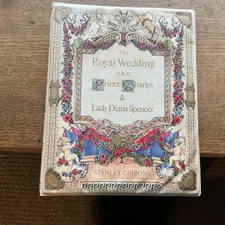 The
Royal Wedding
H.R.H.
Prince Charles
&
Lady Diana Spencer
STANLEY GIBBONS